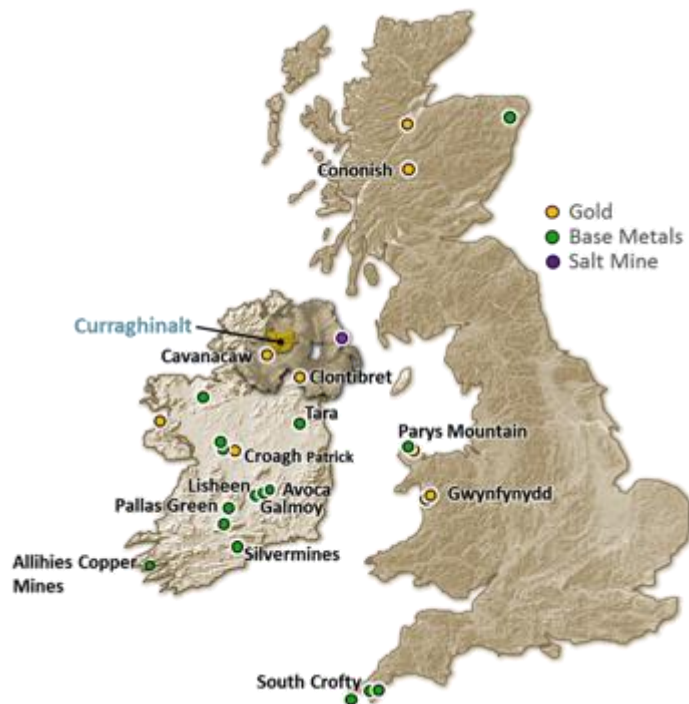 Cononish
Gold
Base Metals
Salt Mine
Curraghinalt
Cavanacaw
Clontibret
Tara
Parys Mountain
Croagh Patrick
Lisheen
Avoca
Gwynfynydd
Pallas Green
Galmoy
Silvermines
Allihies Copper
Mines
South Crofty